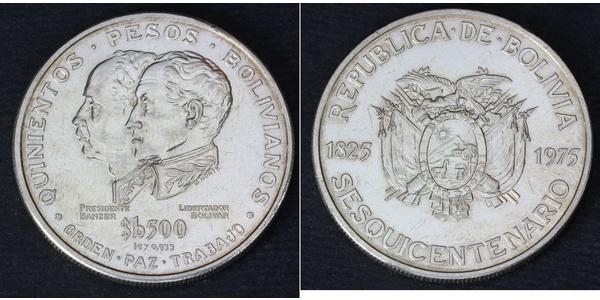 QUINIENTOS · PESOS · BOLIVIANOS
PRESIDENTE
BANZER
LIBERTADOR
BOLIVAR
$b500
ORDEN · PAZ · TRABAJO
REPUBLICA · DE · BOLIVIA
1825
1975
SESQUICENTENARIO